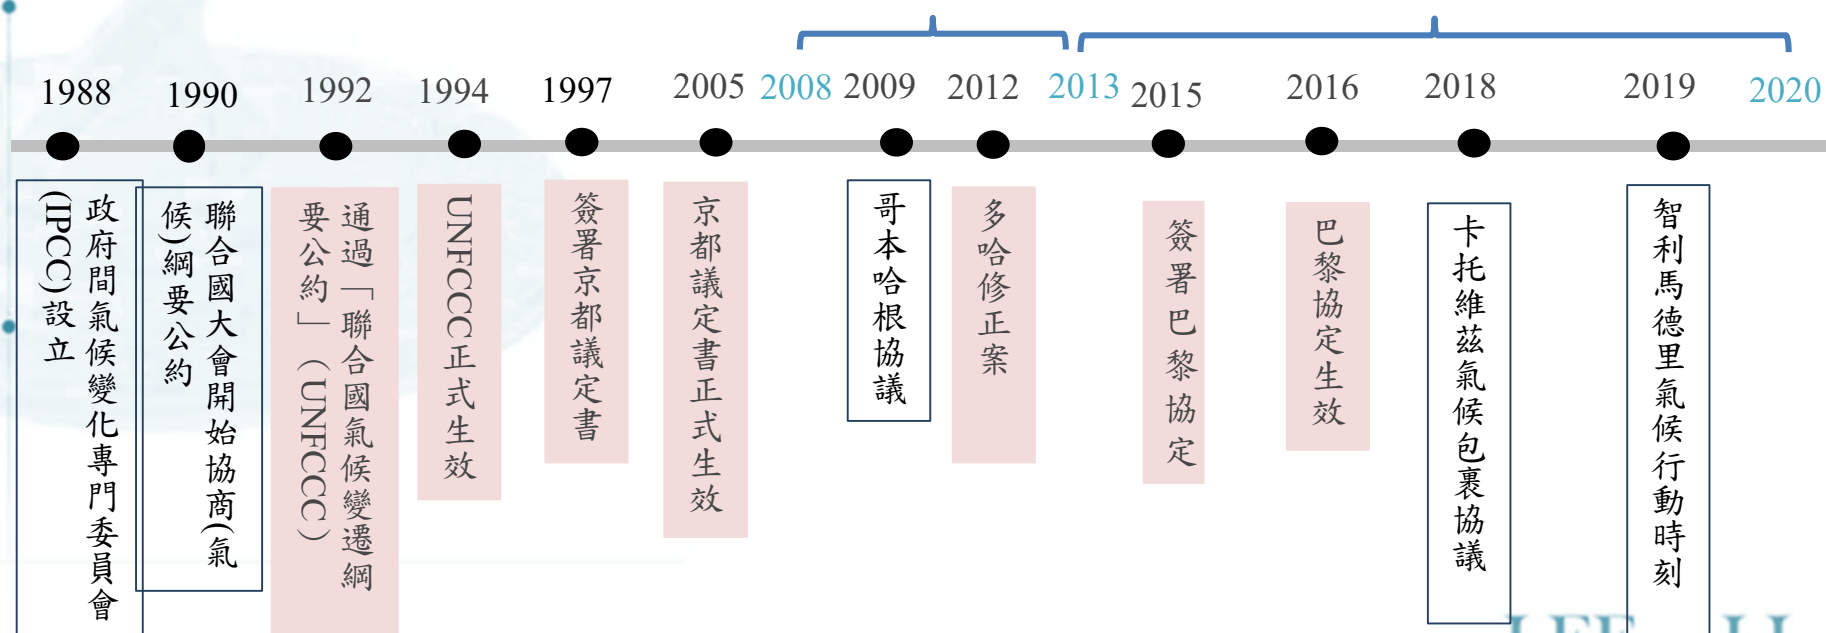 1988
1990
1992
1994
1997
2005
2008
2009
2012
2013
2015
2016
2018
2019
2020
政府間氣候變化專門委員會
(IPCC)設立
聯合國大會開始協商(氣
候)綱要公約
通過「聯合國氣候變遷綱
要公約」(UNFCCC)
UNFCCC正式生效
簽署京都議定書
京都議定書正式生效
哥本哈根協議
多哈修正案
簽署巴黎協定
巴黎協定生效
卡托維茲氣候包裹協議
智利馬德里氣候行動時刻